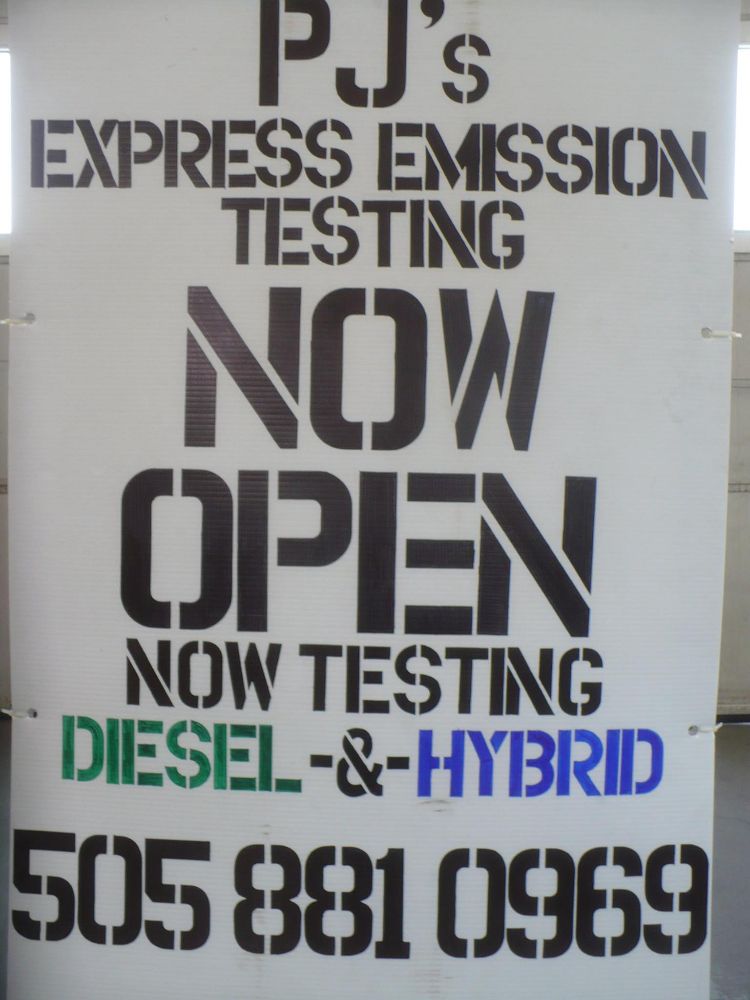 PJ's
EXPRESS EMISSION
TESTING
NOW
OPEN
NOW TESTING
DIESEL -&- HYBRID
505 881 0969